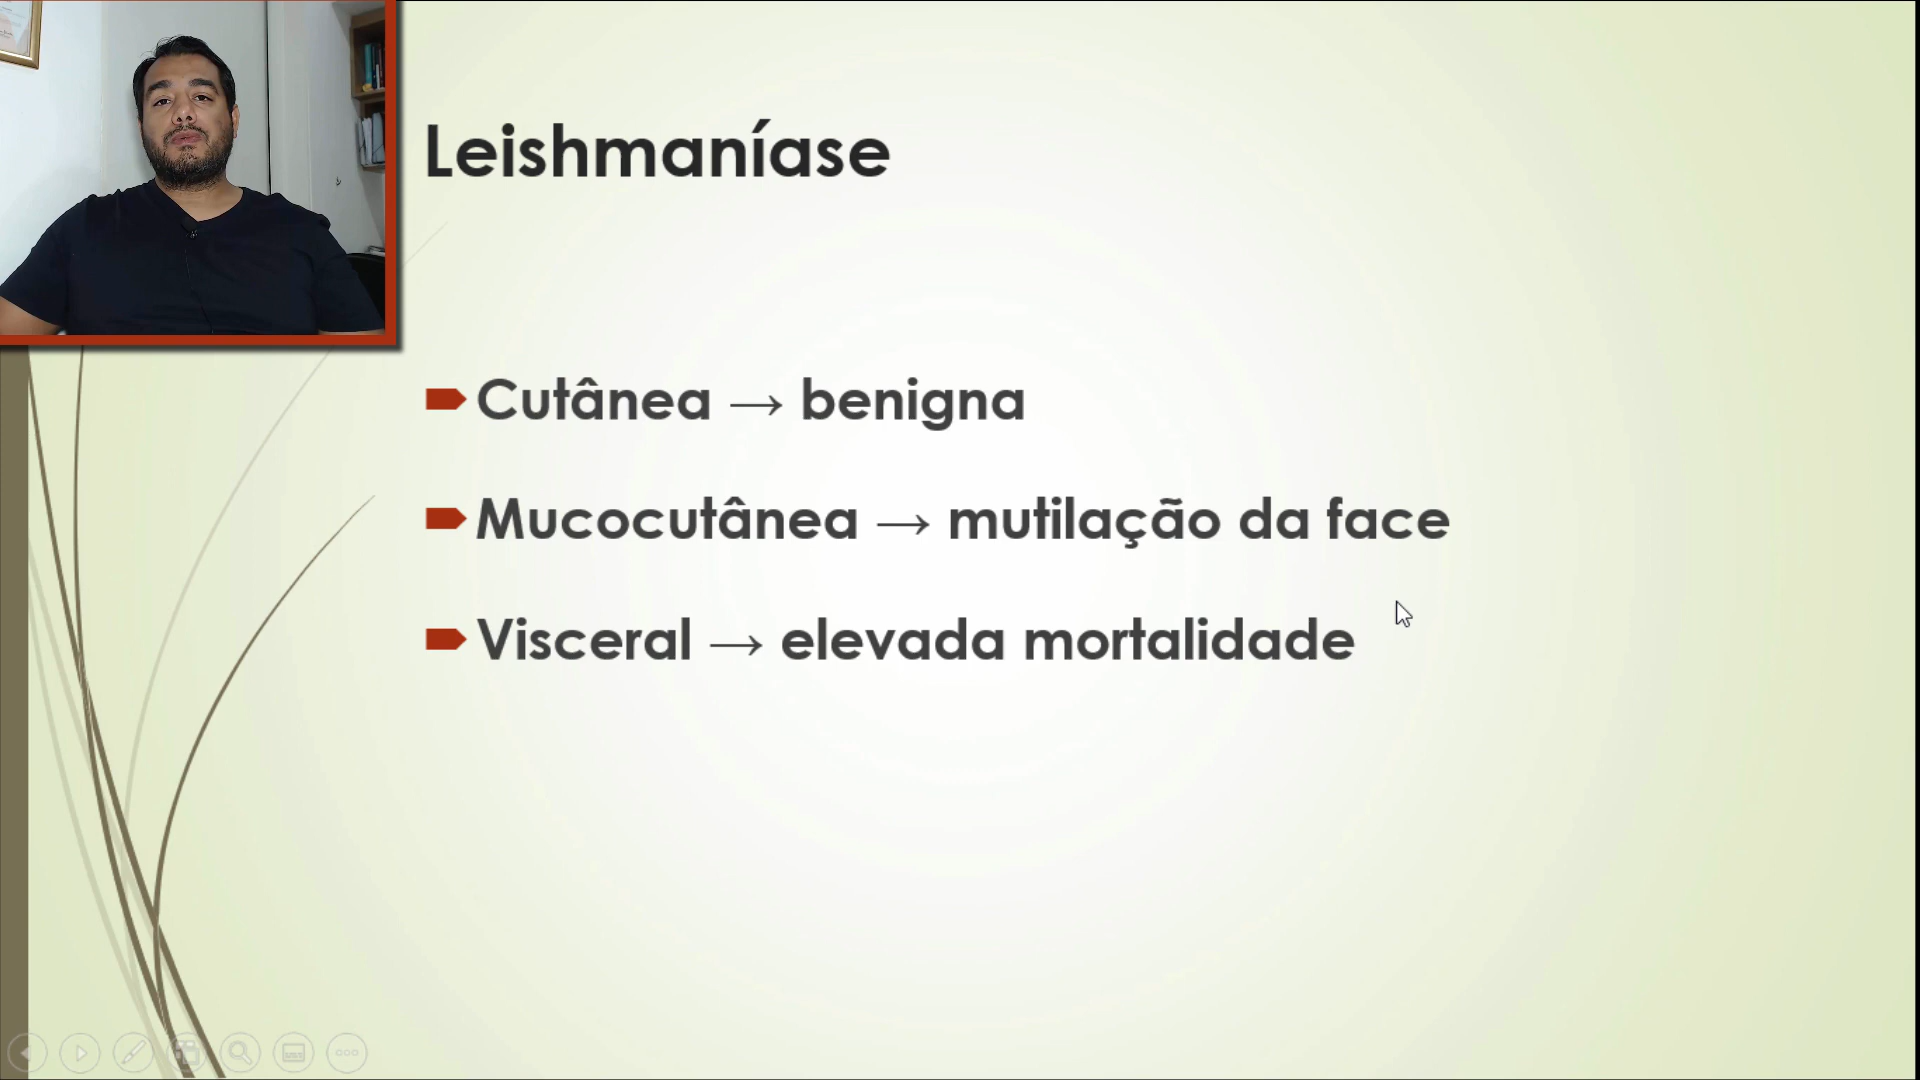 Leishmaníase
Cutânea → benigna
Mucocutânea → mutilação da face
Visceral → elevada mortalidade